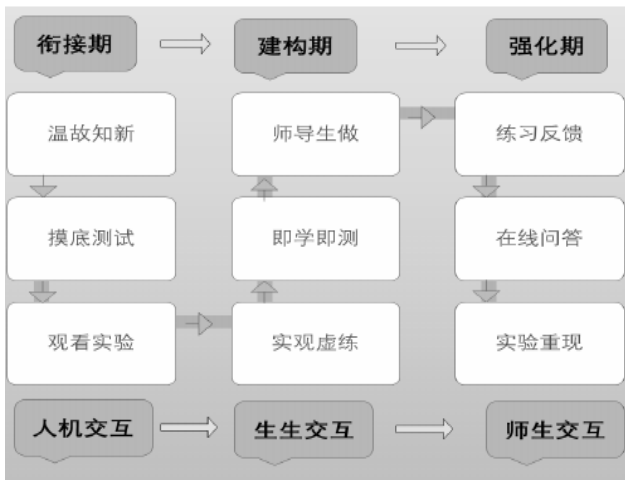 衔接期 建构期 强化期
温故知新 师导生做 练习反馈
摸底测试 即学即测 在线问答
观看实验 实观虚练 实验重现
人机交互 生生交互 师生交互